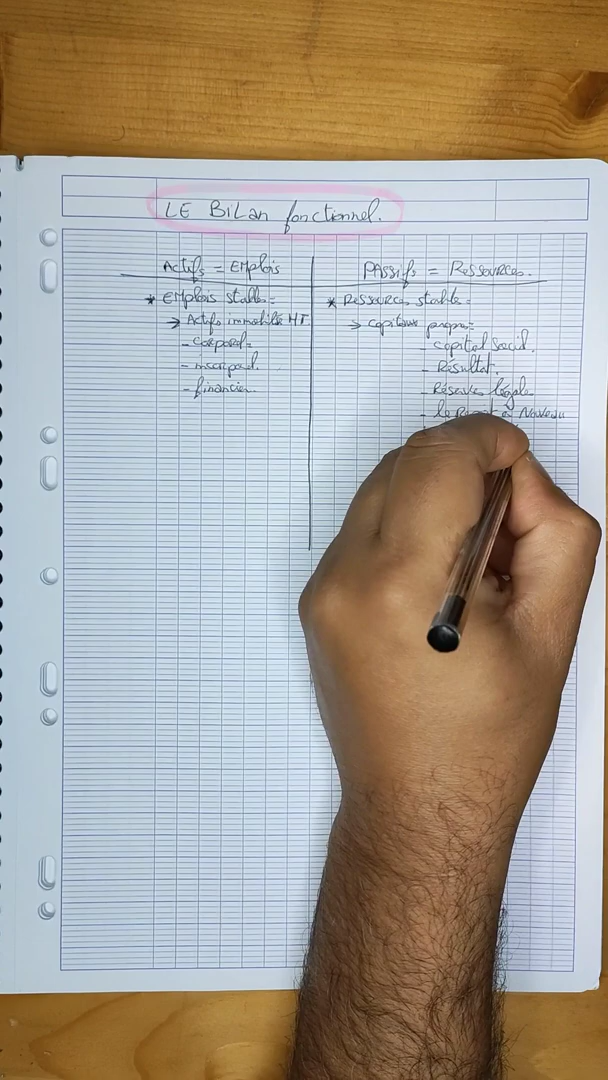 LE BiLan fonctionnel.
Actifs = EMplois
PASSifs = RESSources.
* EMplois stables =
→ Actifs immobilisé HT
- corporel =
- incorporel.
- financier.
* RESSources stables =
→ capitaux propres =
- capital social.
- Résultat.
- Réserves légale
- le Report à Nouveau